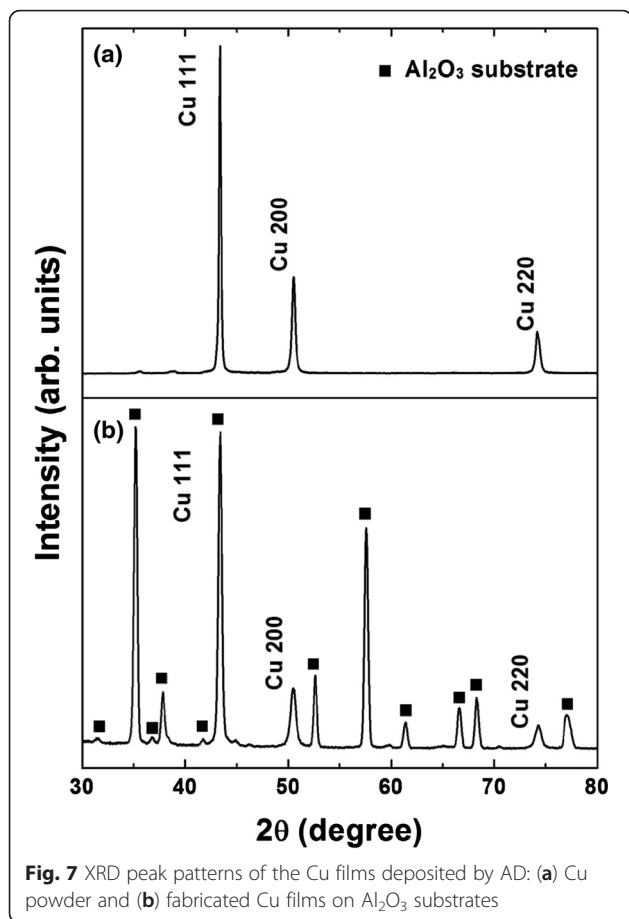 (a)
■ Al₂O₃ substrate
Cu 111
Cu 200
Cu 220
Intensity (arb. units)
(b)
Cu 111
Cu 200
Cu 220
30 40 50 60 70 80
2θ (degree)
Fig. 7 XRD peak patterns of the Cu films deposited by AD: (a) Cu
powder and (b) fabricated Cu films on Al₂O₃ substrates